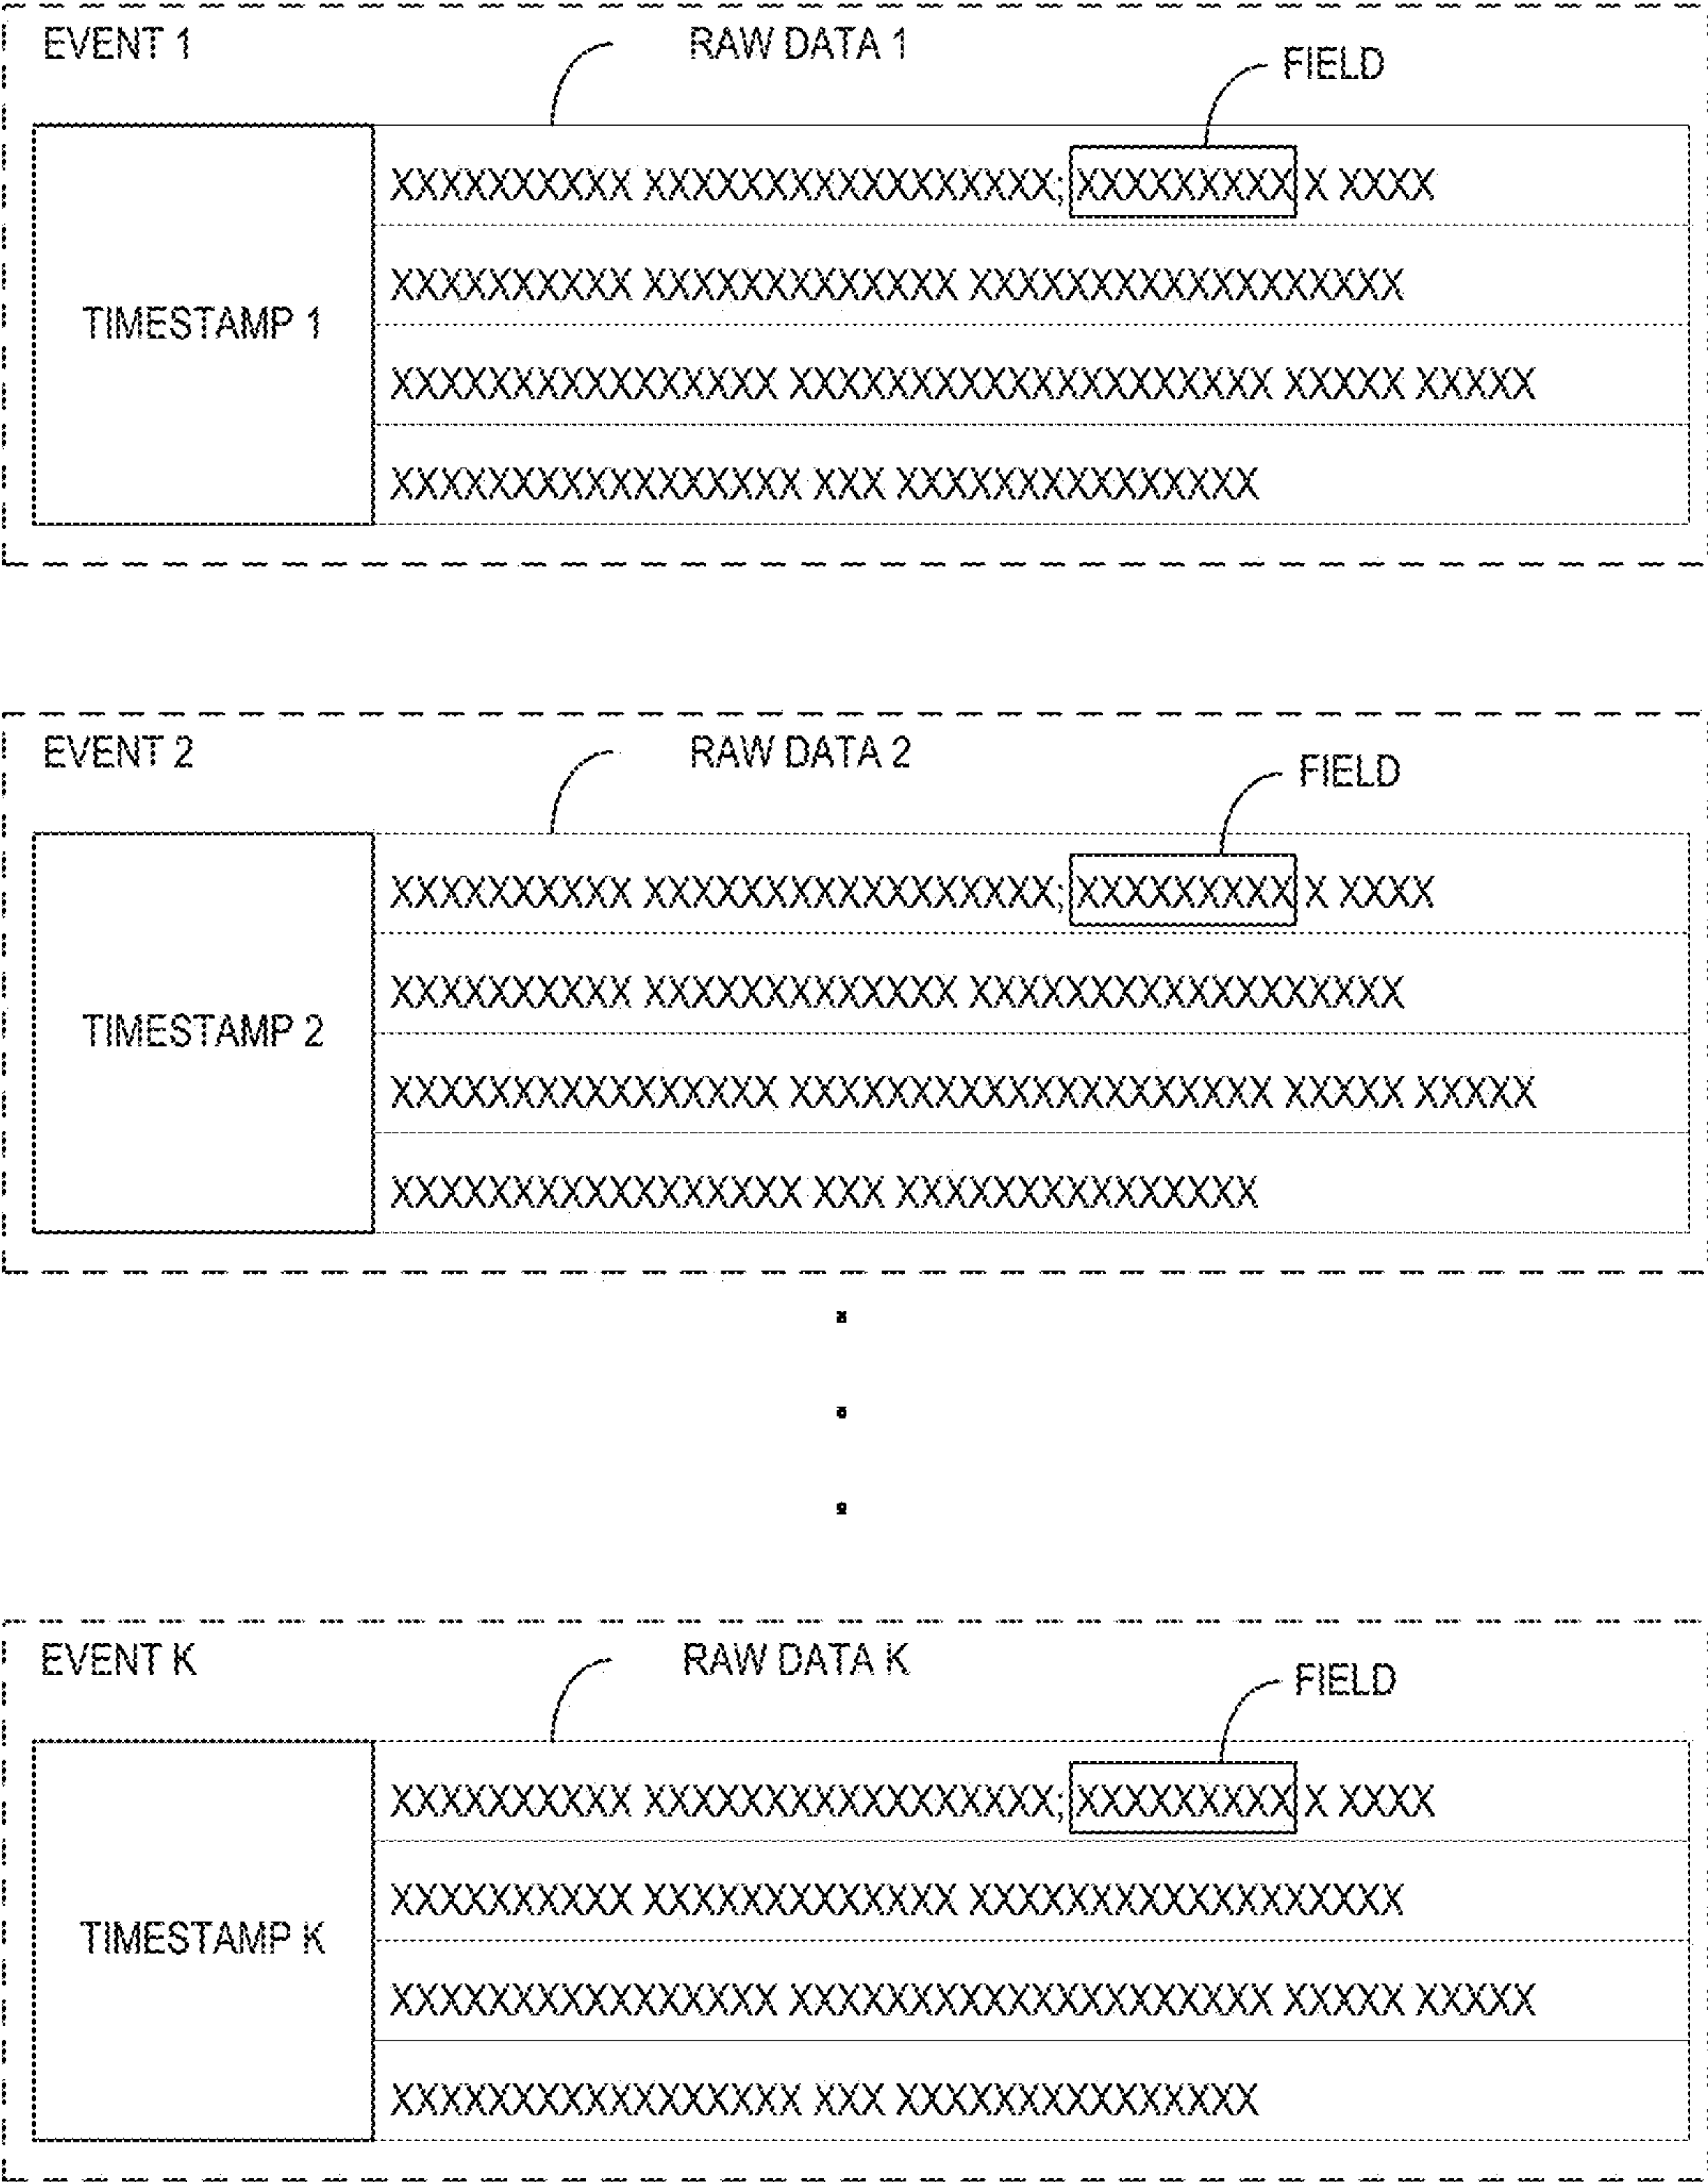 EVENT 1
RAW DATA 1
FIELD
TIMESTAMP 1
XXXXXXXXXX XXXXXXXXXXXXXXXXX; XXXXXXXXX X XXXX
XXXXXXXXXX XXXXXXXXXXXXX XXXXXXXXXXXXXXXXXX
XXXXXXXXXXXXXXXX XXXXXXXXXXXXXXXXXXXX XXXXX XXXXX
XXXXXXXXXXXXXXXXX XXX XXXXXXXXXXXXXXX
EVENT 2
RAW DATA 2
FIELD
TIMESTAMP 2
XXXXXXXXXX XXXXXXXXXXXXXXXXX; XXXXXXXXX X XXXX
XXXXXXXXXX XXXXXXXXXXXXX XXXXXXXXXXXXXXXXXX
XXXXXXXXXXXXXXXX XXXXXXXXXXXXXXXXXXXX XXXXX XXXXX
XXXXXXXXXXXXXXXXX XXX XXXXXXXXXXXXXXX
EVENT K
RAW DATA K
FIELD
TIMESTAMP K
XXXXXXXXXX XXXXXXXXXXXXXXXXX; XXXXXXXXX X XXXX
XXXXXXXXXX XXXXXXXXXXXXX XXXXXXXXXXXXXXXXXX
XXXXXXXXXXXXXXXX XXXXXXXXXXXXXXXXXXXX XXXXX XXXXX
XXXXXXXXXXXXXXXXX XXX XXXXXXXXXXXXXXX